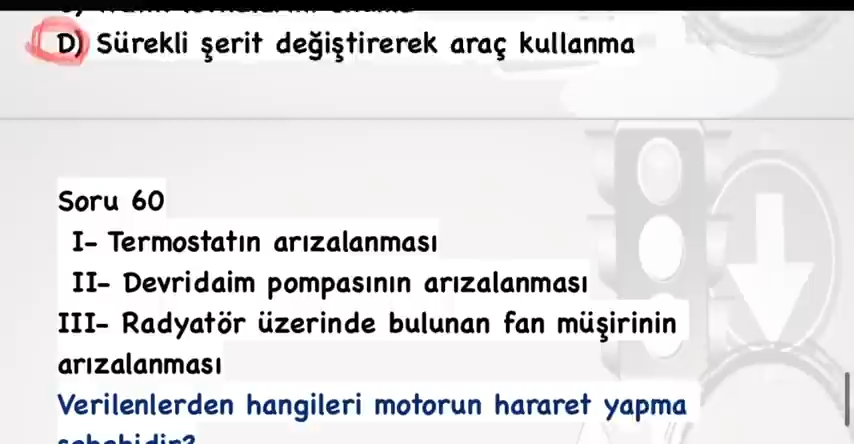 D) Sürekli şerit değiştirerek araç kullanma
Soru 60
I- Termostatın arızalanması
II- Devridaim pompasının arızalanması
III- Radyatör üzerinde bulunan fan müşirinin
arızalanması
Verilenlerden hangileri motorun hararet yapma
sebebidir?